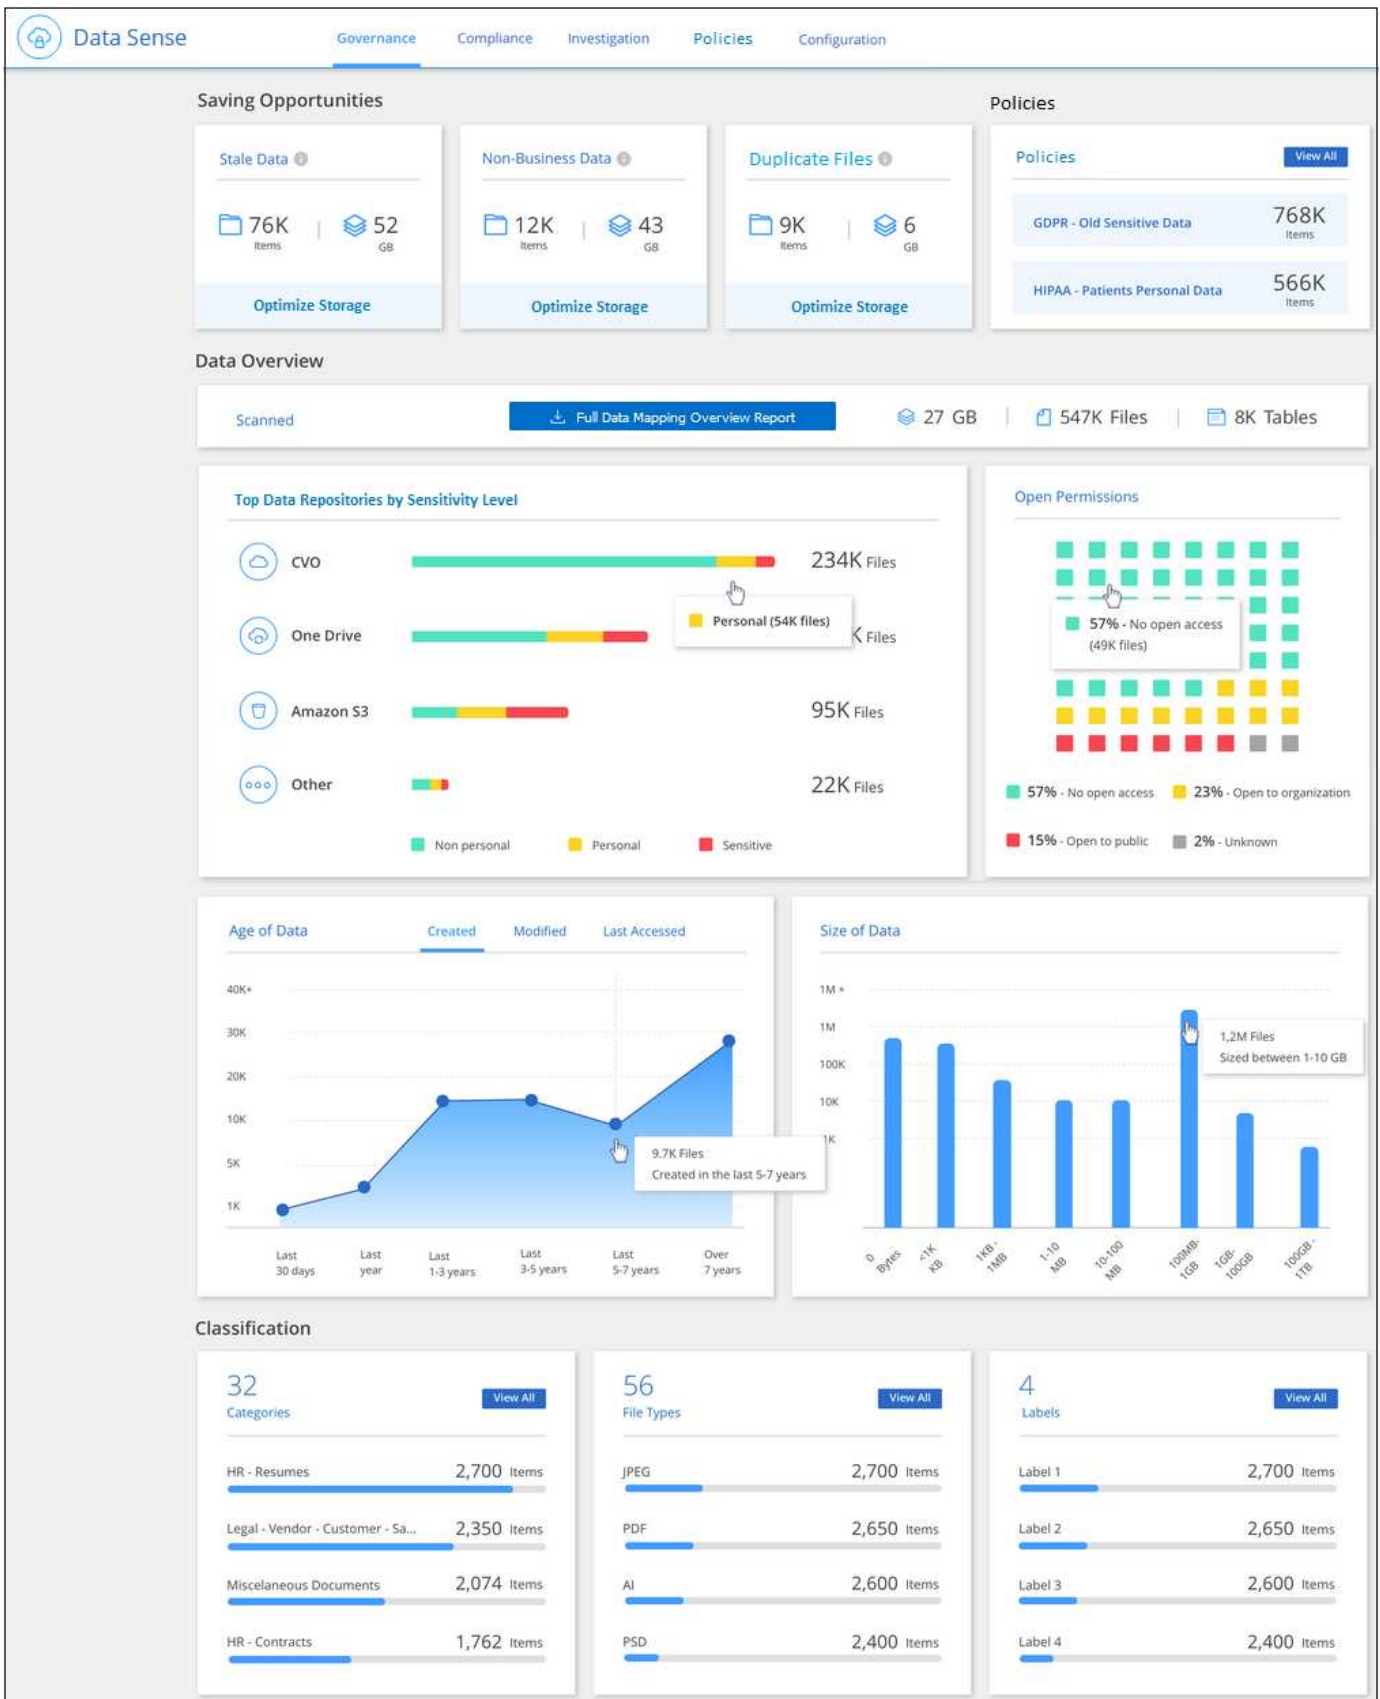 Data Sense
Governance Compliance Investigation Policies Configuration
Saving Opportunities
Policies
Stale Data
76K Items
52 GB
Optimize Storage
Non-Business Data
12K Items
43 GB
Optimize Storage
Duplicate Files
9K Items
6 GB
Optimize Storage
Policies View All
GDPR - Old Sensitive Data 768K Items
HIPAA - Patients Personal Data 566K Items
Data Overview
Scanned Full Data Mapping Overview Report 27 GB 547K Files 8K Tables
Top Data Repositories by Sensitivity Level
CVO 234K Files
Personal (54K files)
One Drive K Files
Amazon S3 95K Files
Other 22K Files
Non personal Personal Sensitive
Open Permissions
57% - No open access
(49K files)
57% - No open access 23% - Open to organization
15% - Open to public 2% - Unknown
Age of Data Created Modified Last Accessed
40K+
30K
20K
10K
5K
1K
9.7K Files
Created in the last 5-7 years
Last 30 days
Last year
Last 1-3 years
Last 3-5 years
Last 5-7 years
Over 7 years
Size of Data
1M +
1M
100K
10K
1K
1,2M Files
Sized between 1-10 GB
0 Bytes
<1K KB
1KB - 1MB
1-10 MB
10-100 MB
100MB- 1GB
1GB- 100GB
100GB - 1TB
Classification
32
Categories View All
HR - Resumes 2,700 Items
Legal - Vendor - Customer - Sa... 2,350 Items
Miscelaneous Documents 2,074 Items
HR - Contracts 1,762 Items
56
File Types View All
JPEG 2,700 Items
PDF 2,650 Items
AI 2,600 Items
PSD 2,400 Items
4
Labels View All
Label 1 2,700 Items
Label 2 2,650 Items
Label 3 2,600 Items
Label 4 2,400 Items